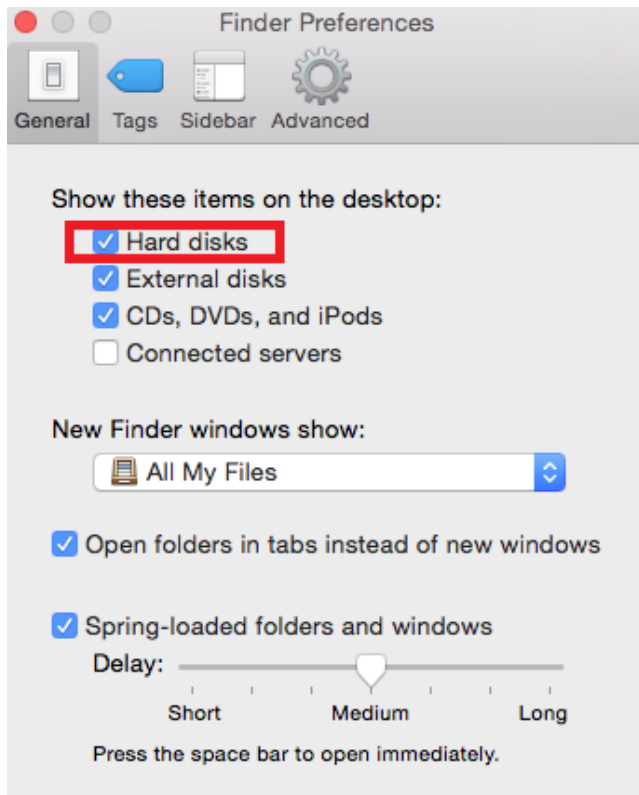 Finder Preferences
General Tags Sidebar Advanced
Show these items on the desktop:
Hard disks
External disks
CDs, DVDs, and iPods
Connected servers
New Finder windows show:
All My Files
Open folders in tabs instead of new windows
Spring-loaded folders and windows
Delay:
Short Medium Long
Press the space bar to open immediately.